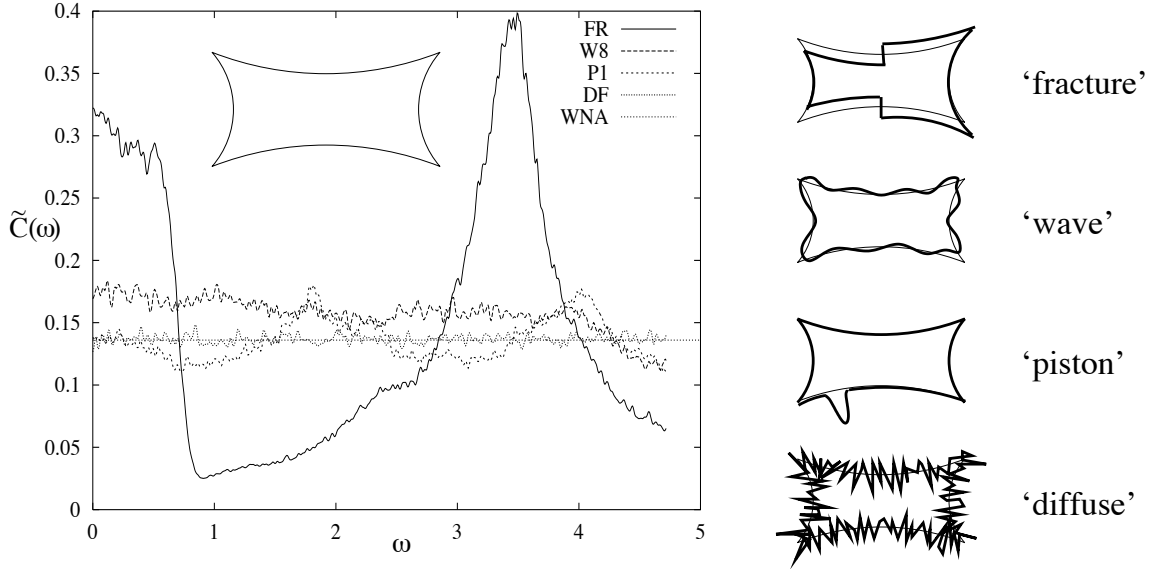 0.4
0.35
0.3
0.25
0.2
0.15
0.1
0.05
0
C̃(ω)
0 1 2 3 4 5
ω
FR
W8
P1
DF
WNA
‘fracture’
‘wave’
‘piston’
‘diffuse’